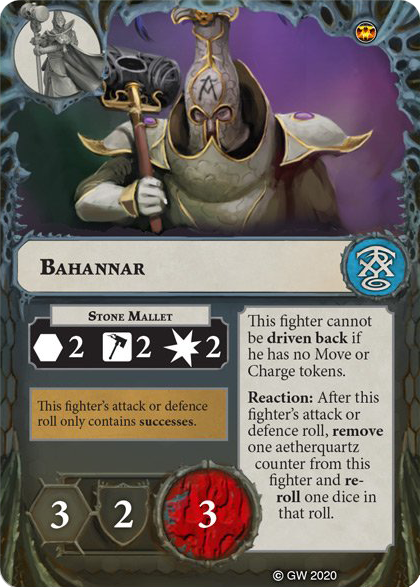 Bahannar
Stone Mallet
2 2 2
This fighter's attack or defence
roll only contains successes.
This fighter cannot
be driven back if
he has no Move or
Charge tokens.
Reaction: After this
fighter's attack or
defence roll, remove
one aetherquartz
counter from this
fighter and re-
roll one dice in
that roll.
3 2 3
© GW 2020